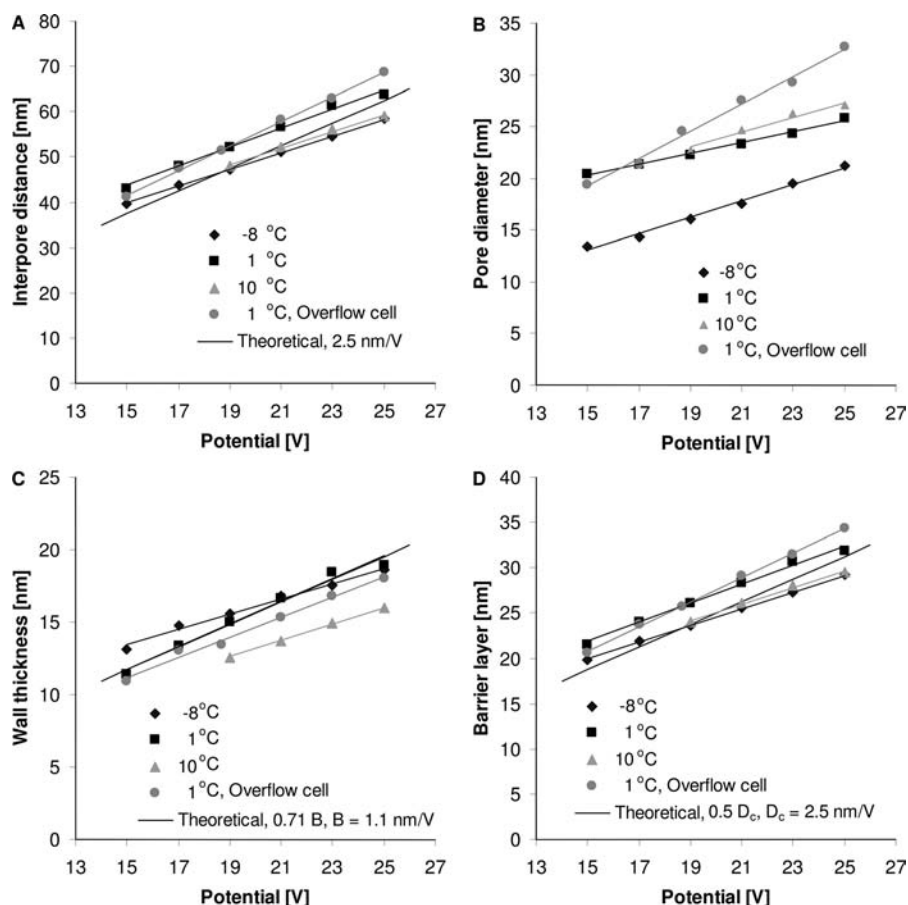 A
80
70
60
50
40
30
20
10
0
Interpore distance [nm]
-8 °C
1 °C
10 °C
1 °C, Overflow cell
Theoretical, 2.5 nm/V
13 15 17 19 21 23 25 27
Potential [V]
B
35
30
25
20
15
10
5
0
Pore diameter [nm]
-8°C
1°C
10°C
1°C, Overflow cell
13 15 17 19 21 23 25 27
Potential [V]
C
25
20
15
10
5
0
Wall thickness [nm]
-8°C
1°C
10°C
1°C, Overflow cell
Theoretical, 0.71 B, B = 1.1 nm/V
13 15 17 19 21 23 25 27
Potential [V]
D
40
35
30
25
20
15
10
5
0
Barrier layer [nm]
-8°C
1°C
10°C
1°C, Overflow cell
Theoretical, 0.5 Dc, Dc = 2.5 nm/V
13 15 17 19 21 23 25 27
Potential [V]